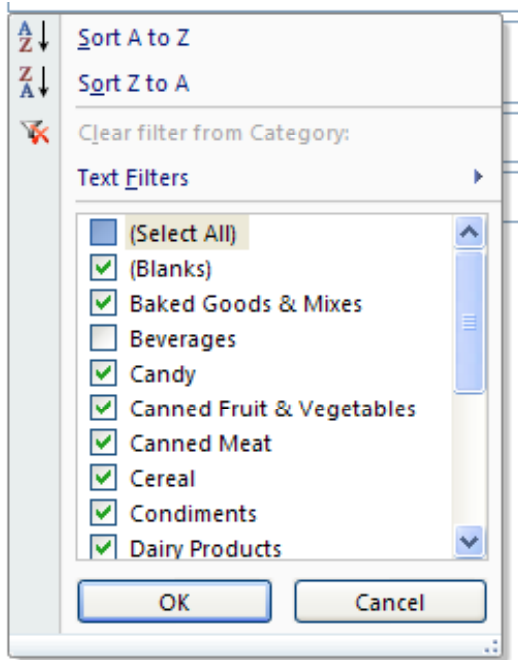 Sort A to Z
Sort Z to A
Clear filter from Category:
Text Filters
(Select All)
(Blanks)
Baked Goods & Mixes
Beverages
Candy
Canned Fruit & Vegetables
Canned Meat
Cereal
Condiments
Dairy Products
OK Cancel